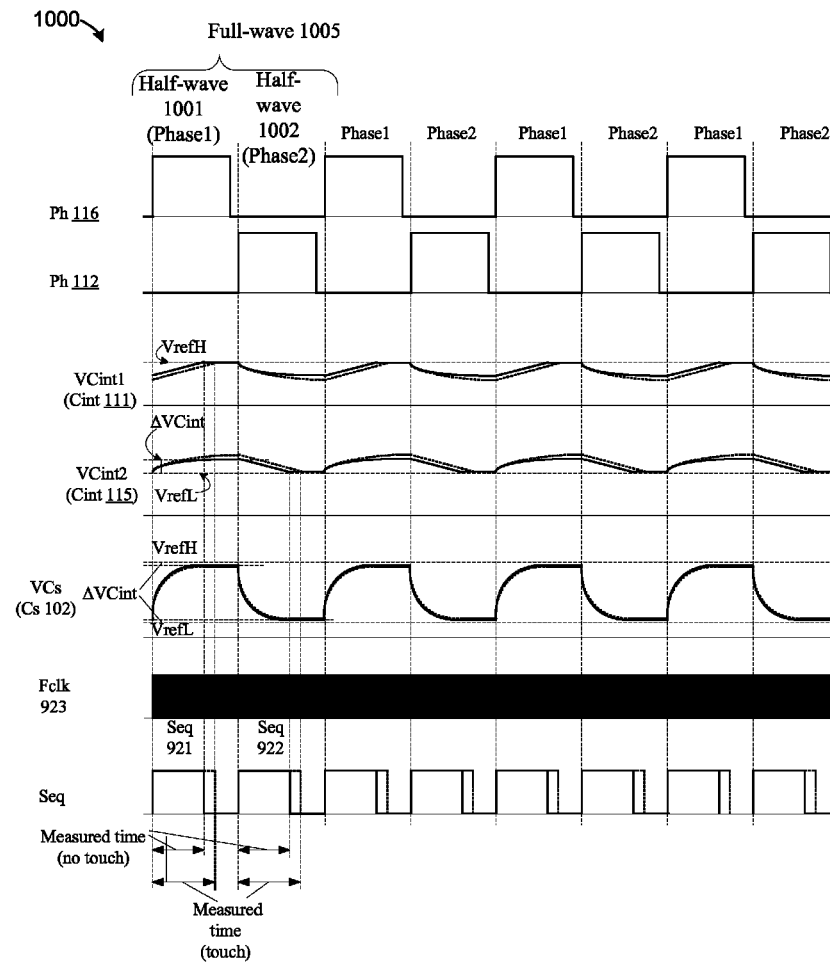 1000
Full-wave 1005
Half-wave
1001
(Phase1)
Half-
wave
1002
(Phase2)
Phase1
Phase2
Phase1
Phase2
Phase1
Phase2
Ph 116
Ph 112
VrefH
VCint1
(Cint 111)
ΔVCint
VCint2
(Cint 115)
VrefL
VrefH
VCs
(Cs 102)
ΔVCint
VrefL
Fclk
923
Seq
921
Seq
922
Seq
Measured time
(no touch)
Measured
time
(touch)